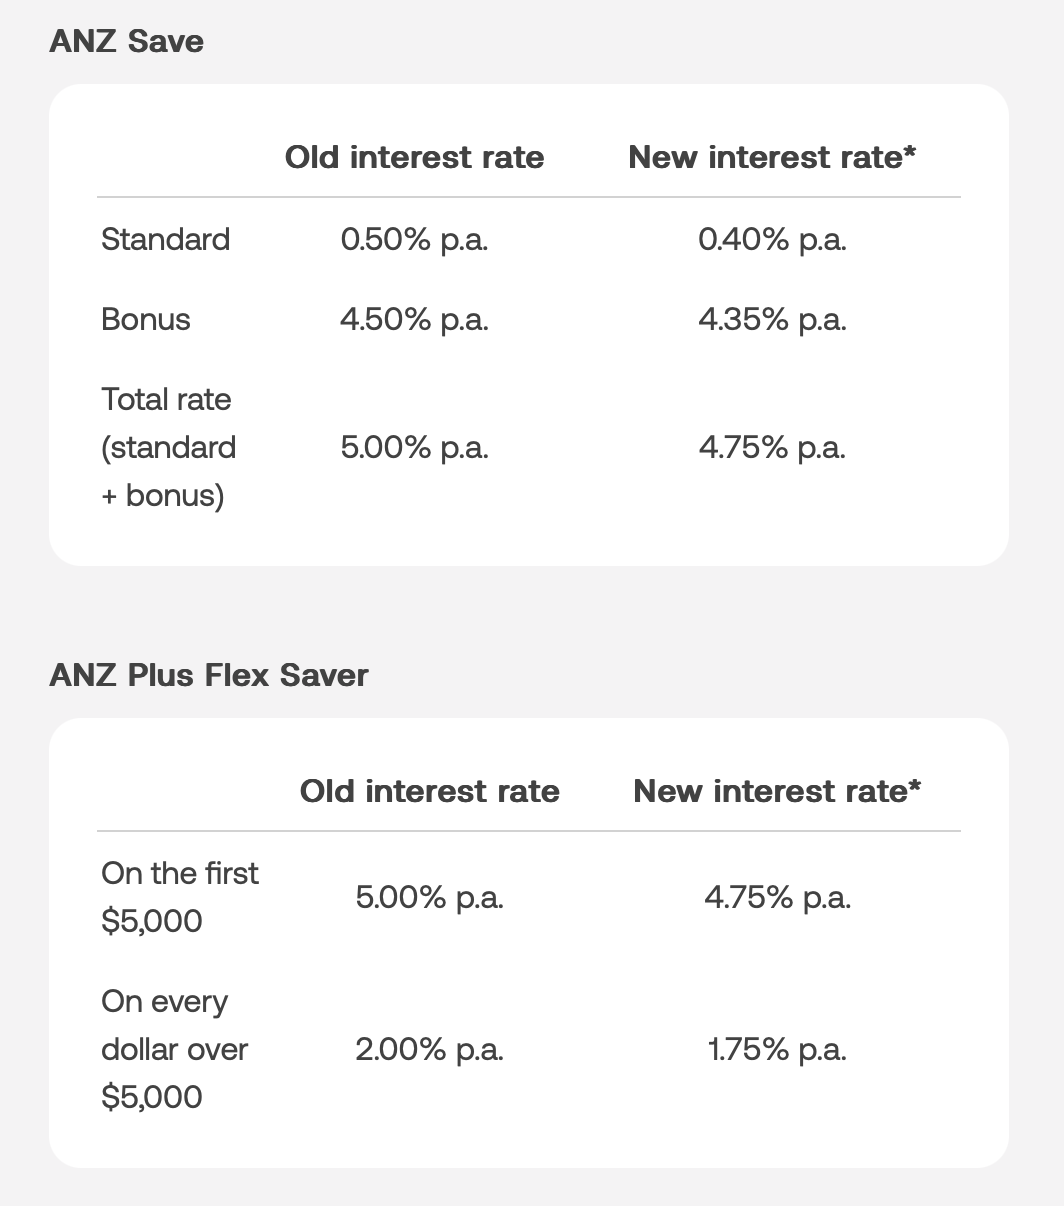 ANZ Save
Old interest rate New interest rate*
Standard 0.50% p.a. 0.40% p.a.
Bonus 4.50% p.a. 4.35% p.a.
Total rate
(standard 5.00% p.a. 4.75% p.a.
+ bonus)
ANZ Plus Flex Saver
Old interest rate New interest rate*
On the first
$5,000
5.00% p.a. 4.75% p.a.
On every
dollar over 2.00% p.a. 1.75% p.a.
$5,000